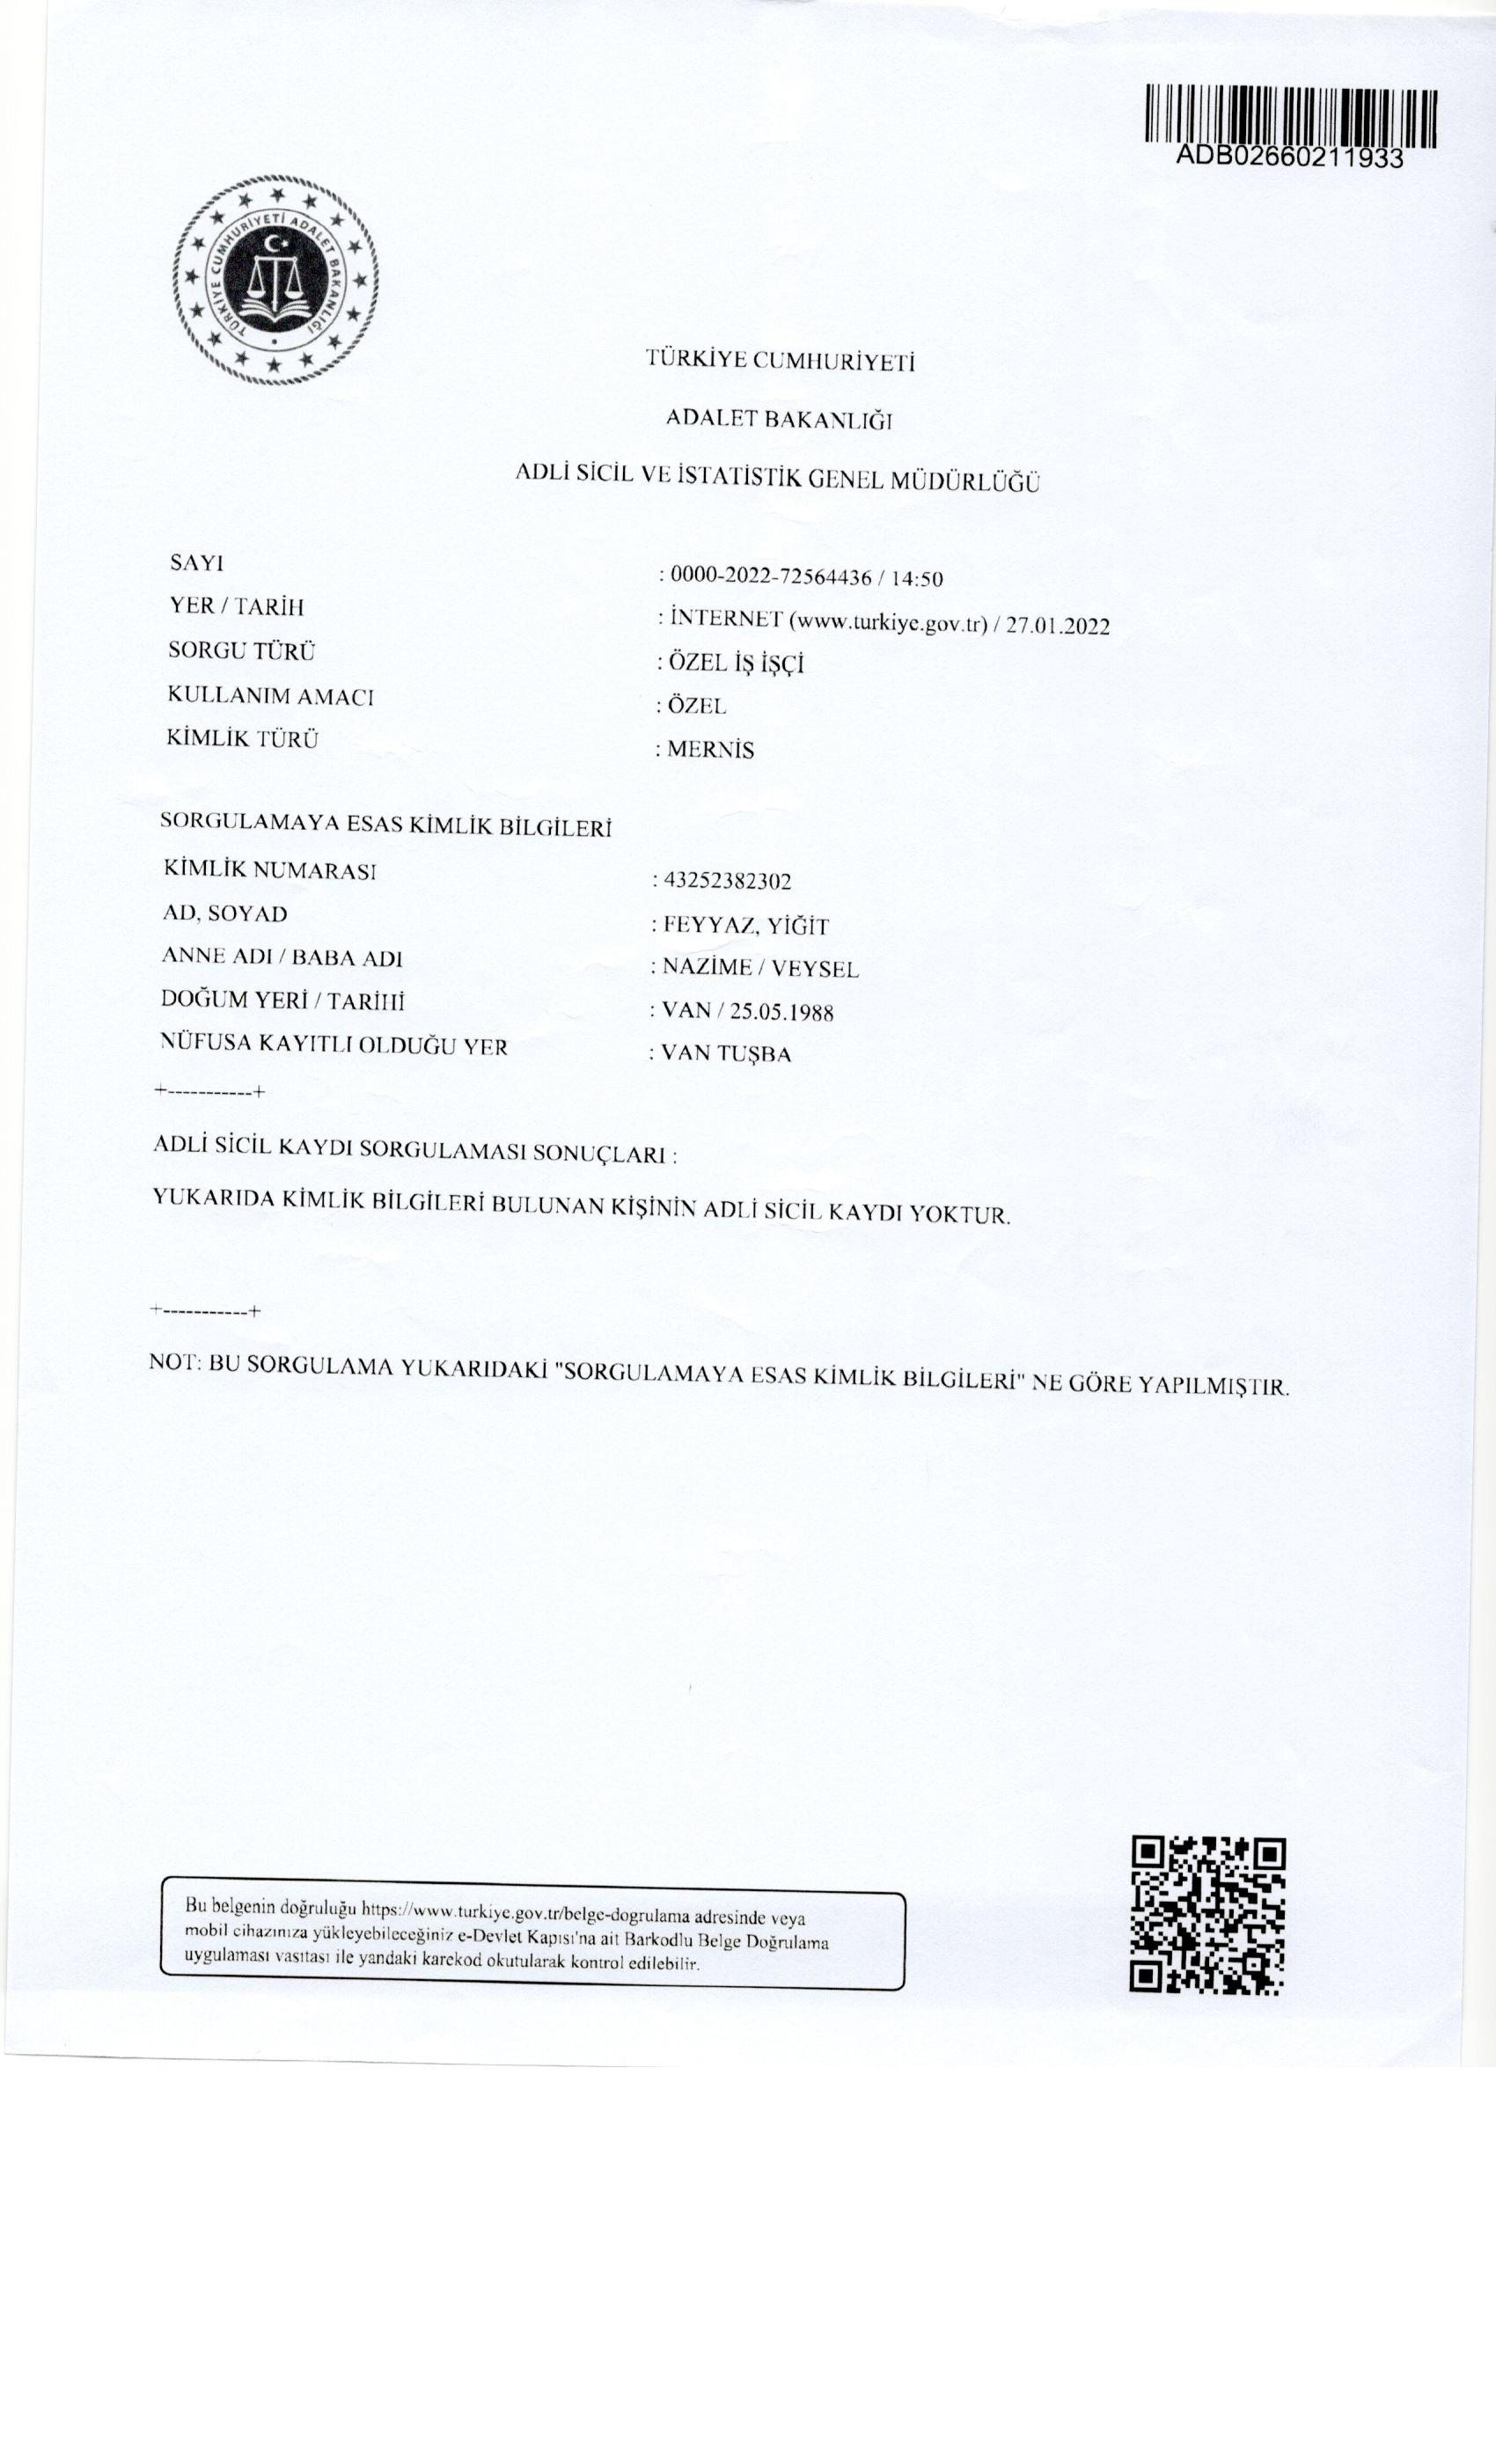 ADB02660211933
TÜRKİYE CUMHURİYETİ ADALET BAKANLIĞI
TÜRKİYE CUMHURİYETİ
ADALET BAKANLIĞI
ADLİ SİCİL VE İSTATİSTİK GENEL MÜDÜRLÜĞÜ
SAYI : 0000-2022-72564436 / 14:50
YER / TARİH : İNTERNET (www.turkiye.gov.tr) / 27.01.2022
SORGU TÜRÜ : ÖZEL İŞ İŞÇİ
KULLANIM AMACI : ÖZEL
KİMLİK TÜRÜ : MERNİS
SORGULAMAYA ESAS KİMLİK BİLGİLERİ
KİMLİK NUMARASI : 43252382302
AD, SOYAD : FEYYAZ, YİĞİT
ANNE ADI / BABA ADI : NAZİME / VEYSEL
DOĞUM YERİ / TARİHİ : VAN / 25.05.1988
NÜFUSA KAYITLI OLDUĞU YER : VAN TUŞBA
+-----------+
ADLİ SİCİL KAYDI SORGULAMASI SONUÇLARI :
YUKARIDA KİMLİK BİLGİLERİ BULUNAN KİŞİNİN ADLİ SİCİL KAYDI YOKTUR.
+-----------+
NOT: BU SORGULAMA YUKARIDAKİ "SORGULAMAYA ESAS KİMLİK BİLGİLERİ" NE GÖRE YAPILMIŞTIR.
Bu belgenin doğruluğu https://www.turkiye.gov.tr/belge-dogrulama adresinde veya
mobil cihazınıza yükleyebileceğiniz e-Devlet Kapısı'na ait Barkodlu Belge Doğrulama
uygulaması vasıtası ile yandaki karekod okutularak kontrol edilebilir.